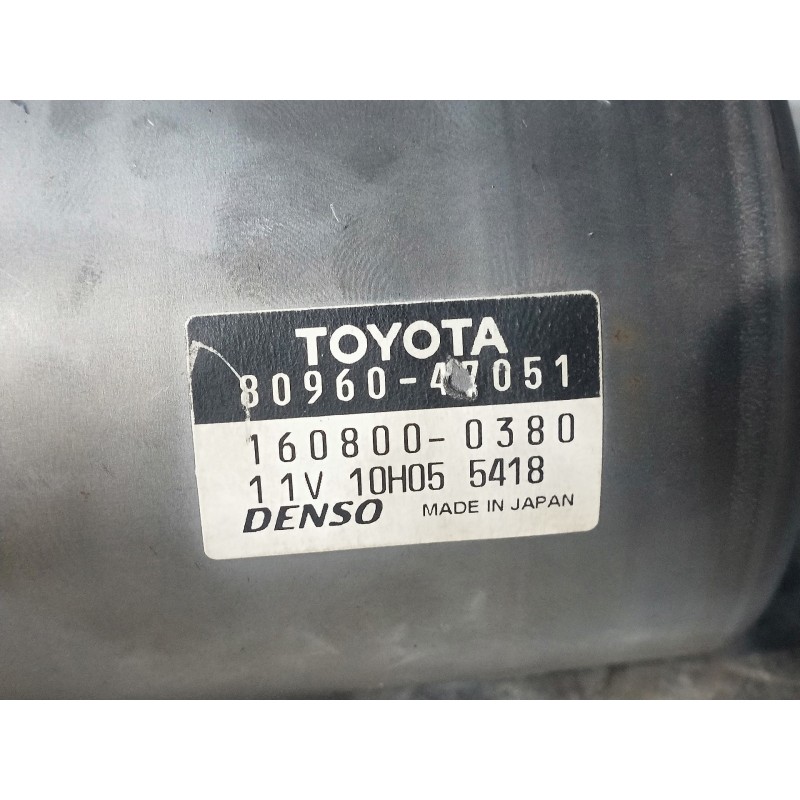 TOYOTA
80960-47051
160800-0380
11V 10H05 5418
DENSO MADE IN JAPAN